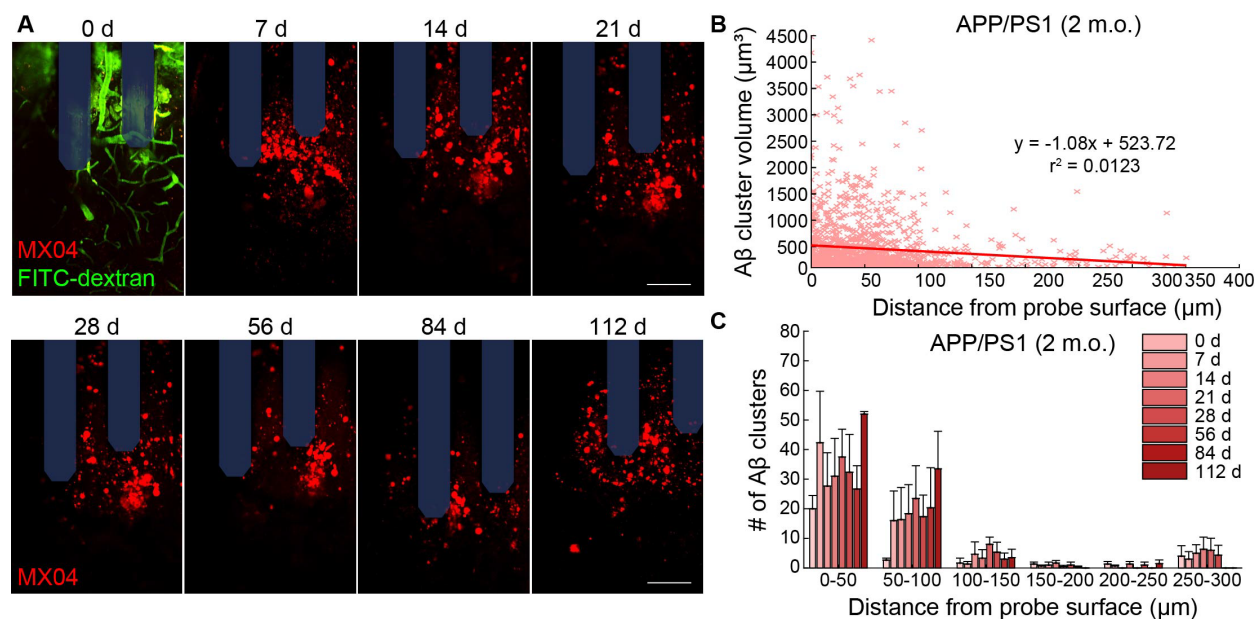 A
0 d
7 d
14 d
21 d
MX04
FITC-dextran
28 d
56 d
84 d
112 d
MX04
B
APP/PS1 (2 m.o.)
Aβ cluster volume (μm³)
4500
4000
3500
3000
2500
2000
1500
1000
500
0
y = -1.08x + 523.72
r² = 0.0123
0 50 100 150 200 250 300 350 400
Distance from probe surface (μm)
C
APP/PS1 (2 m.o.)
# of Aβ clusters
80
70
60
50
40
30
20
10
0
0 d
7 d
14 d
21 d
28 d
56 d
84 d
112 d
0-50 50-100 100-150 150-200 200-250 250-300
Distance from probe surface (μm)